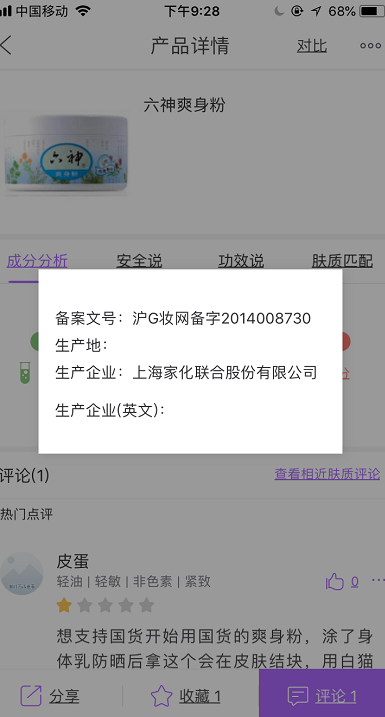 中国移动 下午9:28 68%
产品详情 对比
六神爽身粉
六神
成分分析 安全说 功效说 肤质匹配
备案文号：沪G妆网备字2014008730
生产地：
生产企业：上海家化联合股份有限公司
生产企业(英文)：
评论(1) 查看相近肤质评论
热门点评
皮蛋
轻油 | 轻敏 | 非色素 | 紧致
0
想支持国货开始用国货的爽身粉，涂了身
体乳防晒后拿这个会在皮肤结块，用白猫
分享 收藏 1 评论 1